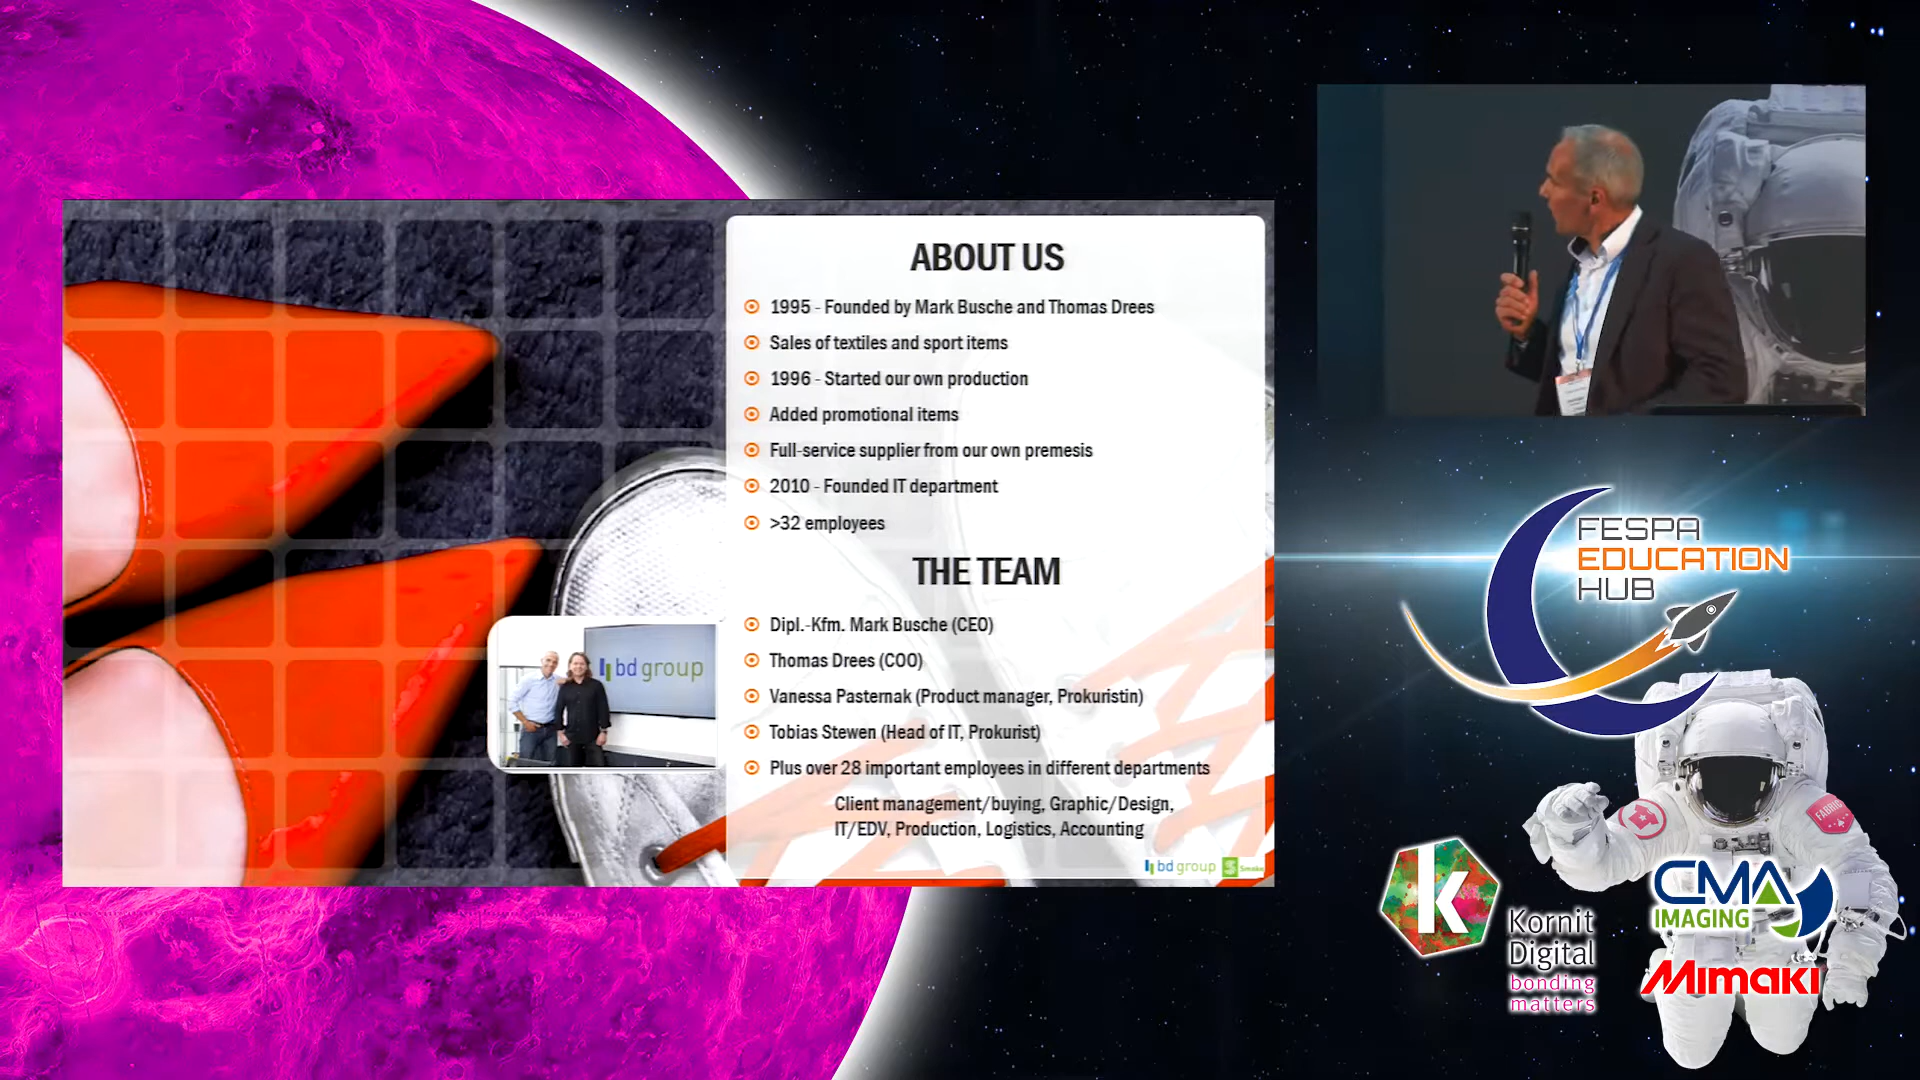 ABOUT US
1995 - Founded by Mark Busche and Thomas Drees
Sales of textiles and sport items
1996 - Started our own production
Added promotional items
Full-service supplier from our own premesis
2010 - Founded IT department
>32 employees
THE TEAM
Dipl.-Kfm. Mark Busche (CEO)
Thomas Drees (COO)
Vanessa Pasternak (Product manager, Prokuristin)
Tobias Stewen (Head of IT, Prokurist)
Plus over 28 important employees in different departments
Client management/buying, Graphic/Design,
IT/EDV, Production, Logistics, Accounting
bd group
bd group
FESPA
EDUCATION
HUB
FABRIC
K
Kornit
Digital
bonding
matters
CMA
IMAGING
Mimaki